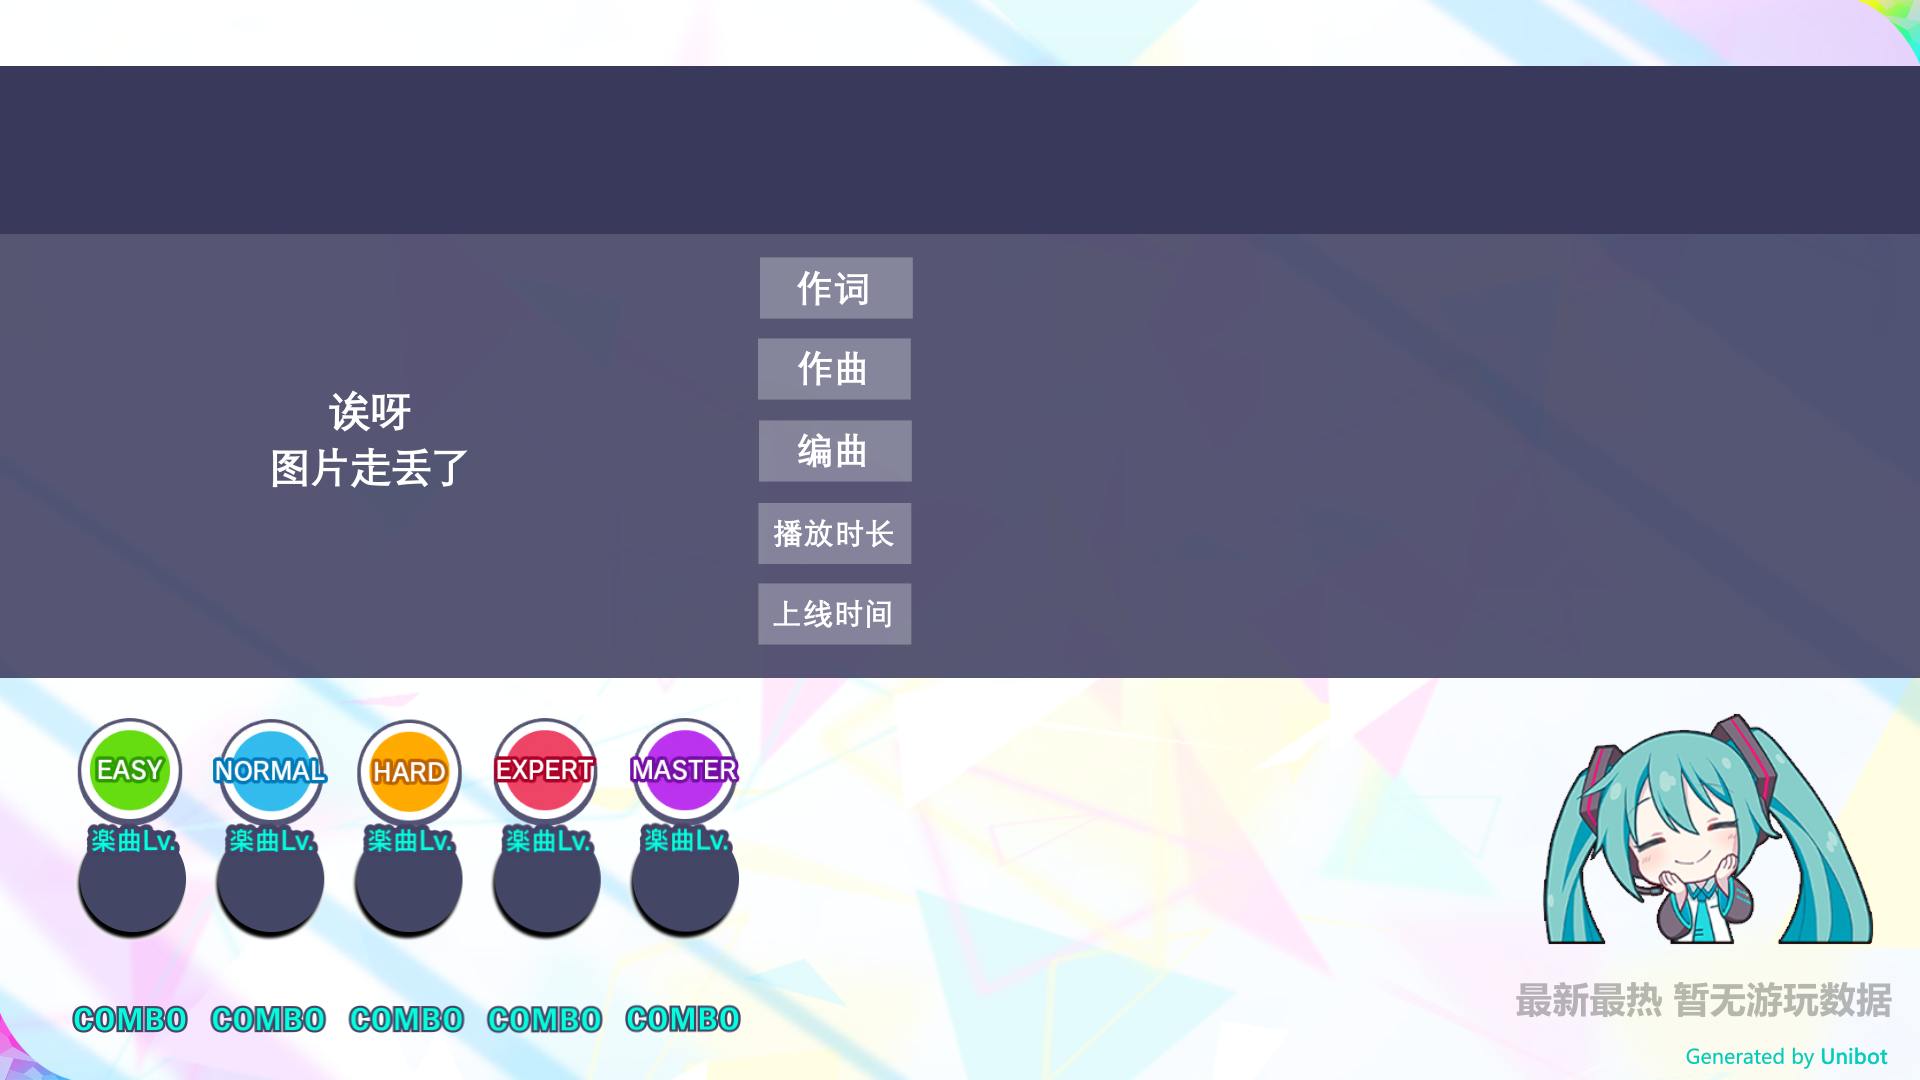 作词
作曲
编曲
播放时长
上线时间
诶呀
图片走丢了
EASY
NORMAL
HARD
EXPERT
MASTER
楽曲Lv.
楽曲Lv.
楽曲Lv.
楽曲Lv.
楽曲Lv.
COMBO
COMBO
COMBO
COMBO
COMBO
最新最热 暂无游玩数据
Generated by Unibot